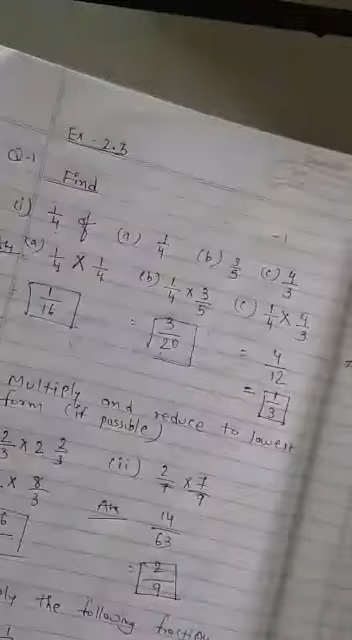 Ex - 2.3
Q-1 Find
(i) 1/4 of (a) 1/4 (b) 3/5 (c) 4/3
(a) 1/4 × 1/4 (b) 1/4 × 3/5 (c) 1/4 × 4/3
1/16 = 3/20 = 4/12
= 1/3
Multiply and reduce to lowest
form (if possible)
2/3 × 2 2/3 (ii) 2/7 × 7/9
× 8/3 Ans 14/63
= 2/9
the following fraction